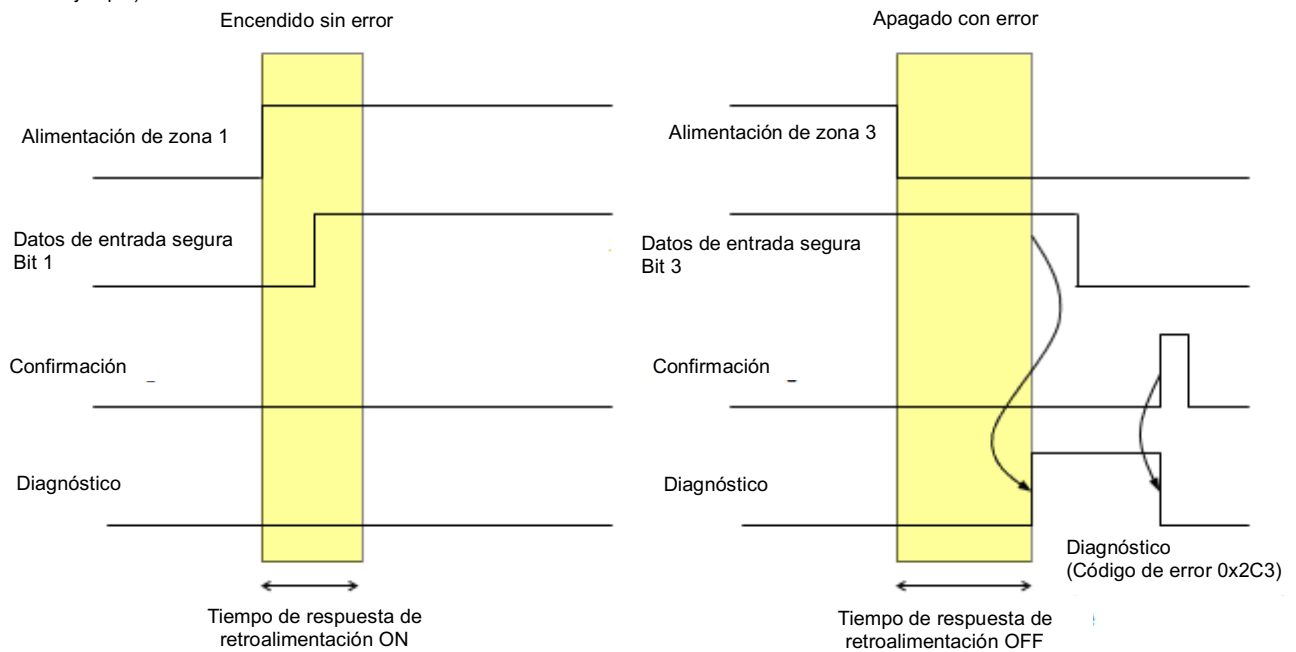 Encendido sin error
Alimentación de zona 1
Datos de entrada segura
Bit 1
Confirmación
Diagnóstico
Tiempo de respuesta de
retroalimentación ON
Apagado con error
Alimentación de zona 3
Datos de entrada segura
Bit 3
Confirmación
Diagnóstico
Diagnóstico
(Código de error 0x2C3)
Tiempo de respuesta de
retroalimentación OFF